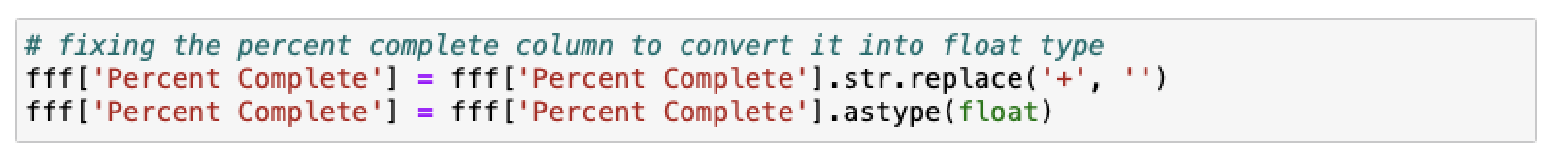 # fixing the percent complete column to convert it into float type
fff['Percent Complete'] = fff['Percent Complete'].str.replace('+', '')
fff['Percent Complete'] = fff['Percent Complete'].astype(float)